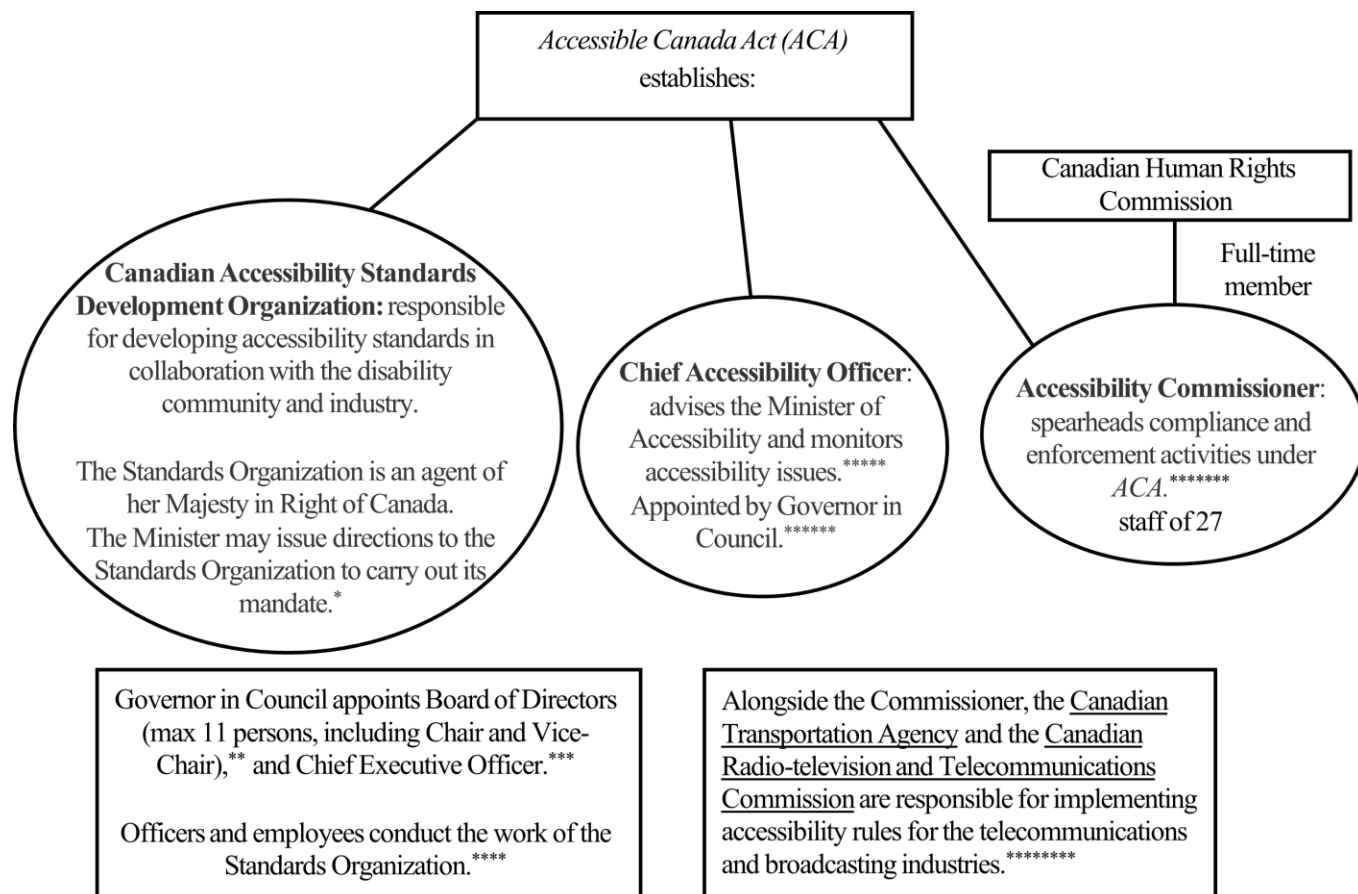 Accessible Canada Act (ACA)
establishes:
Canadian Human Rights
Commission
Full-time
member
Canadian Accessibility Standards
Development Organization: responsible
for developing accessibility standards in
collaboration with the disability
community and industry.
The Standards Organization is an agent of
her Majesty in Right of Canada.
The Minister may issue directions to the
Standards Organization to carry out its
mandate.*
Chief Accessibility Officer:
advises the Minister of
Accessibility and monitors
accessibility issues.*****
Appointed by Governor in
Council.******
Accessibility Commissioner:
spearheads compliance and
enforcement activities under
ACA.*******
staff of 27
Governor in Council appoints Board of Directors
(max 11 persons, including Chair and Vice-
Chair),** and Chief Executive Officer.***
Officers and employees conduct the work of the
Standards Organization.****
Alongside the Commissioner, the Canadian
Transportation Agency and the Canadian
Radio-television and Telecommunications
Commission are responsible for implementing
accessibility rules for the telecommunications
and broadcasting industries.********